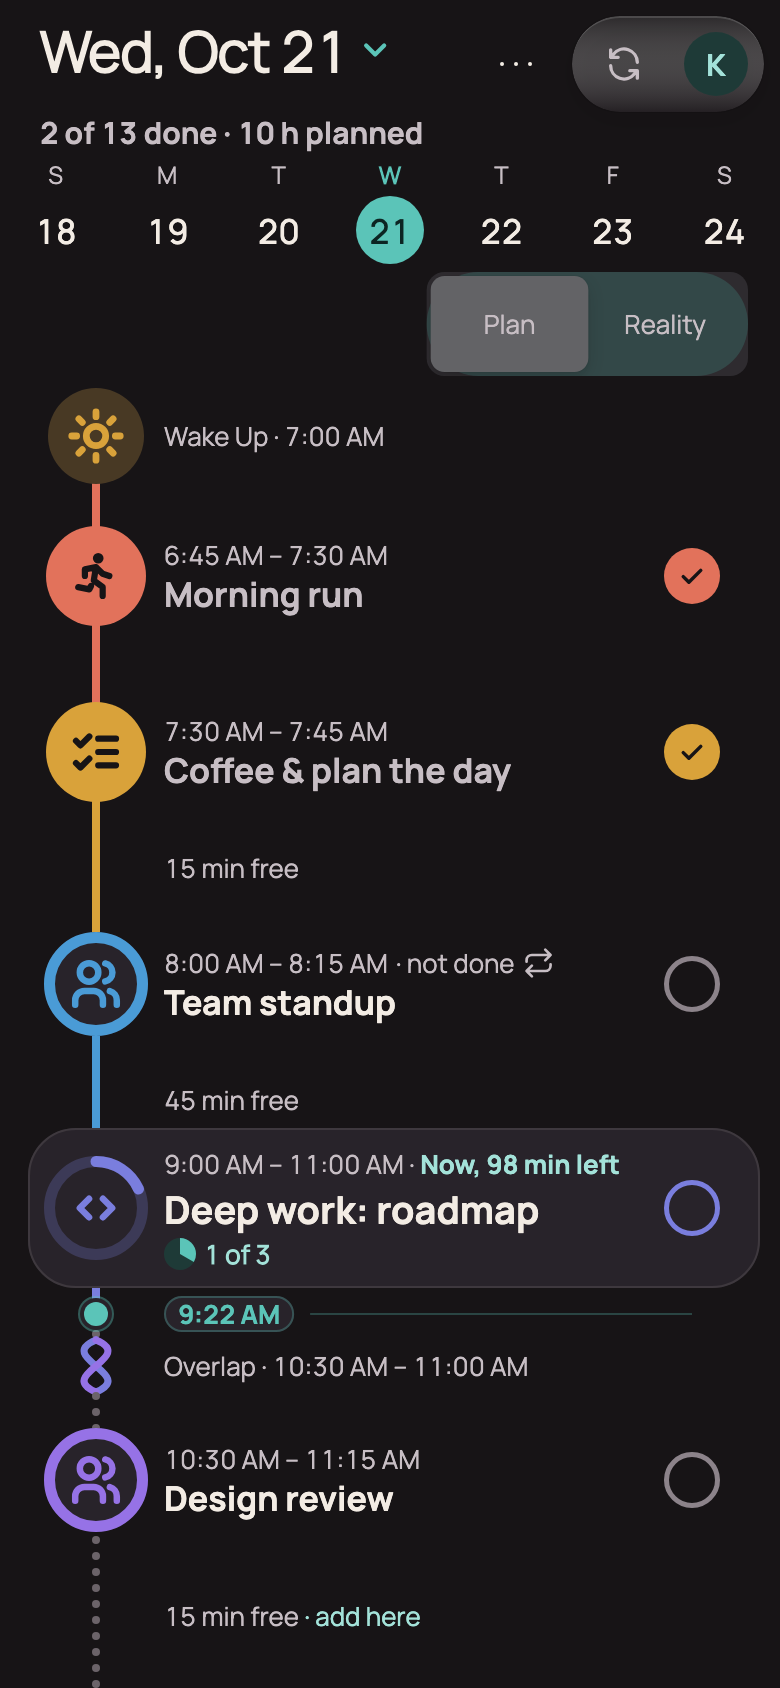 Wed, Oct 21
...
K
2 of 13 done · 10 h planned
S M T W T F S
18 19 20 21 22 23 24
Plan Reality
Wake Up · 7:00 AM
6:45 AM – 7:30 AM
Morning run
7:30 AM – 7:45 AM
Coffee & plan the day
15 min free
8:00 AM – 8:15 AM · not done
Team standup
45 min free
9:00 AM – 11:00 AM · Now, 98 min left
Deep work: roadmap
1 of 3
9:22 AM
Overlap · 10:30 AM – 11:00 AM
10:30 AM – 11:15 AM
Design review
15 min free · add here